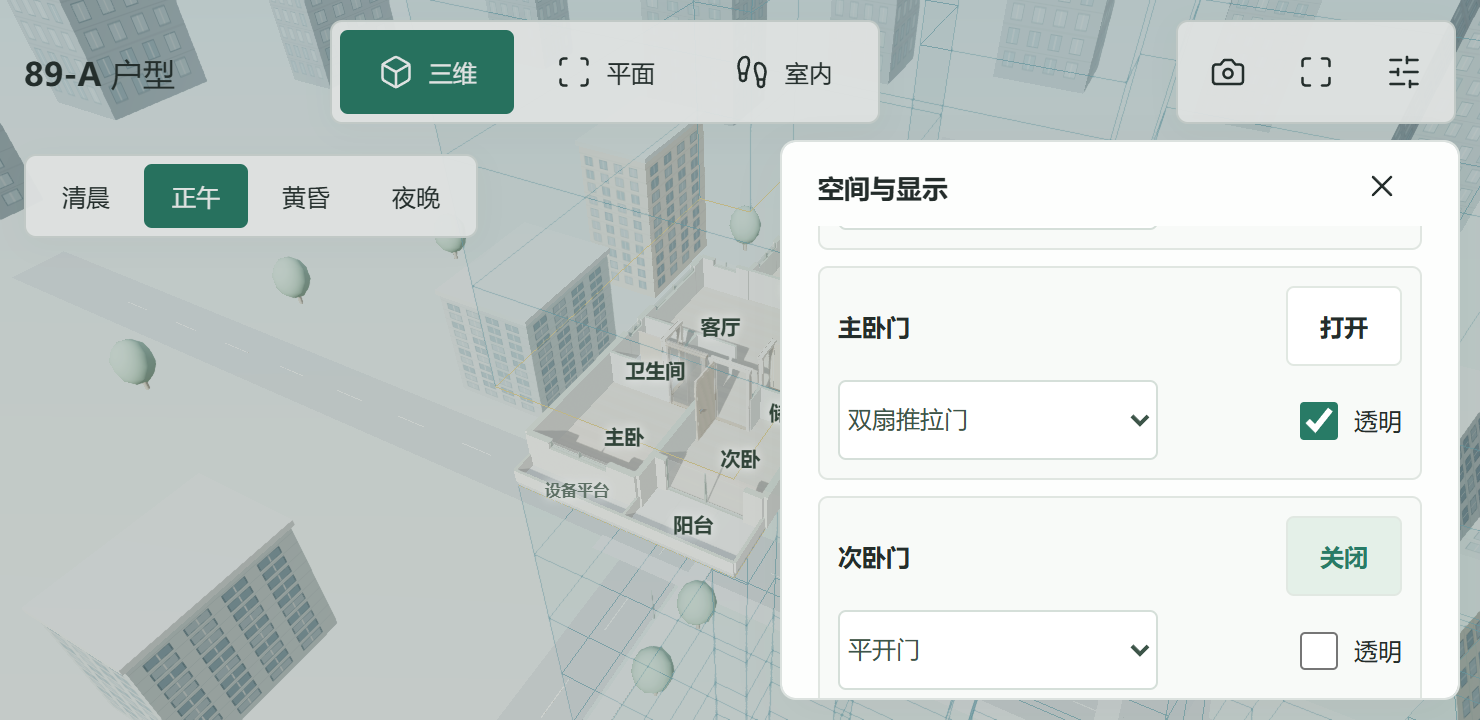 89-A 户型
三维
平面
室内
清晨
正午
黄昏
夜晚
空间与显示
主卧门
打开
双扇推拉门
透明
次卧门
关闭
平开门
透明
客厅
卫生间
主卧
次卧
设备平台
阳台